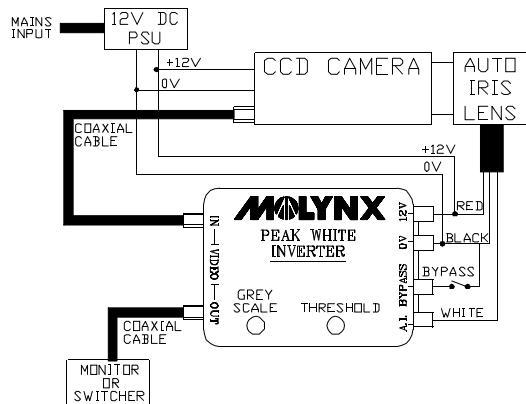 MAINS
INPUT
12V DC
PSU
+12V
0V
CCD CAMERA
AUTO
IRIS
LENS
COAXIAL
CABLE
+12V
0V
RED
BLACK
BYPASS
WHITE
MOLYNX
PEAK WHITE
INVERTER
IN
VIDEO
OUT
12V
0V
BYPASS
A.I.
GREY
SCALE
THRESHOLD
COAXIAL
CABLE
MONITOR
OR
SWITCHER